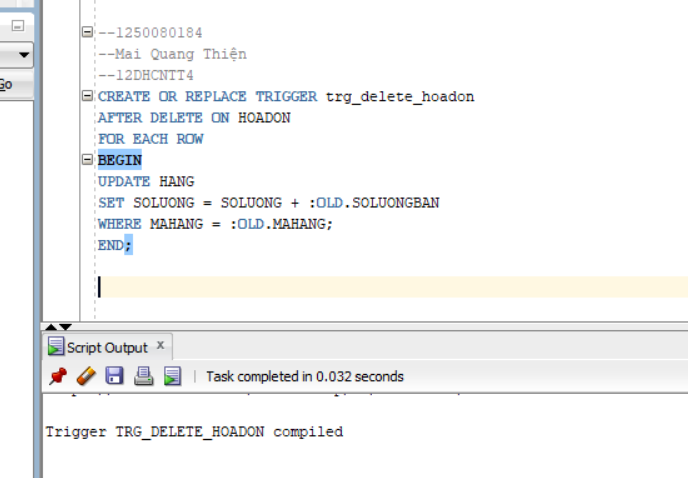 Go
--1250080184
--Mai Quang Thiện
--12DHCNTT4
CREATE OR REPLACE TRIGGER trg_delete_hoadon
AFTER DELETE ON HOADON
FOR EACH ROW
BEGIN
UPDATE HANG
SET SOLUONG = SOLUONG + :OLD.SOLUONGBAN
WHERE MAHANG = :OLD.MAHANG;
END;
Script Output x
Task completed in 0.032 seconds
Trigger TRG_DELETE_HOADON compiled